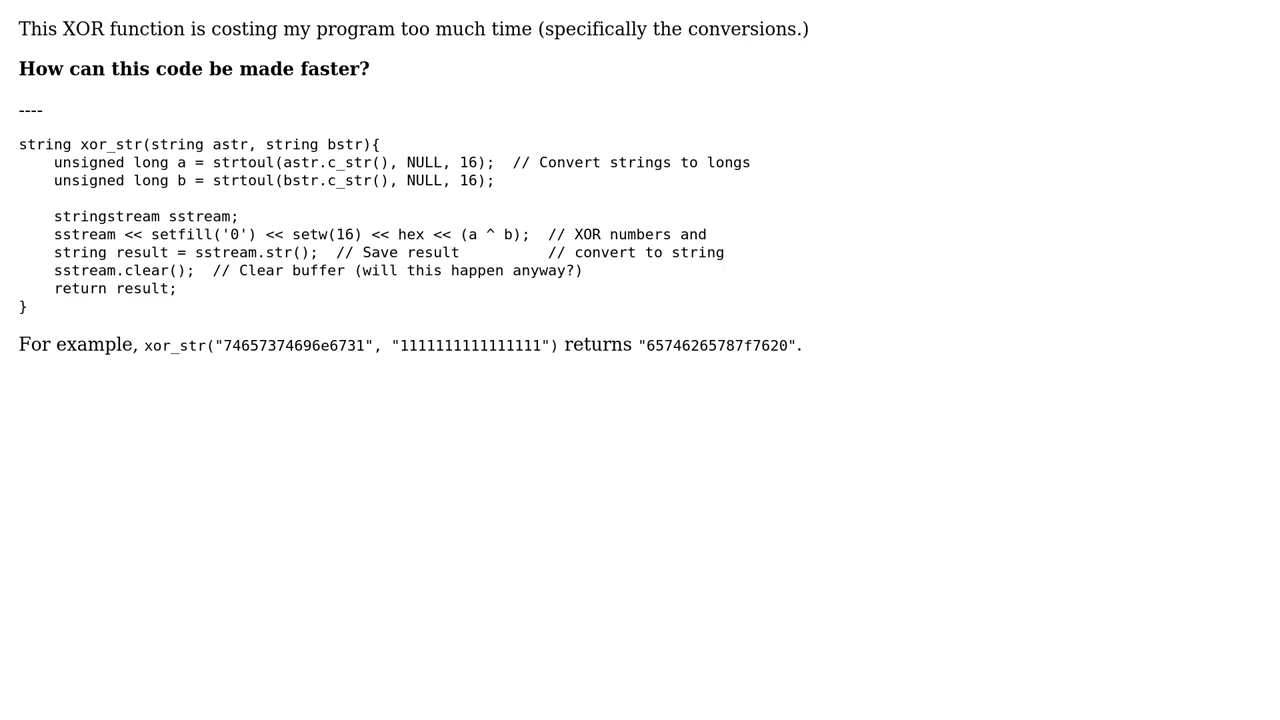 This XOR function is costing my program too much time (specifically the conversions.)
How can this code be made faster?
----
string xor_str(string astr, string bstr){
    unsigned long a = strtoul(astr.c_str(), NULL, 16);  // Convert strings to longs
    unsigned long b = strtoul(bstr.c_str(), NULL, 16);

    stringstream sstream;
    sstream << setfill('0') << setw(16) << hex << (a ^ b);  // XOR numbers and
    string result = sstream.str();  // Save result          // convert to string
    sstream.clear();  // Clear buffer (will this happen anyway?)
    return result;
}
For example, xor_str("74657374696e6731", "1111111111111111") returns "65746265787f7620".